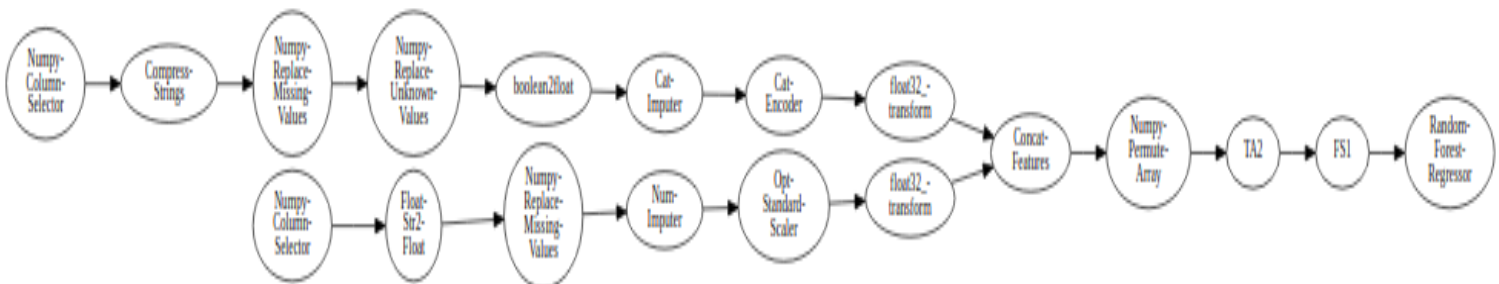 Numpy-
Column-
Selector
Compress-
Strings
Numpy-
Replace-
Missing-
Values
Numpy-
Replace-
Unknown-
Values
boolean2float
Cat-
Imputer
Cat-
Encoder
float32_-
transform
Numpy-
Column-
Selector
Float-
Str2-
Float
Numpy-
Replace-
Missing-
Values
Num-
Imputer
Opt-
Standard-
Scaler
float32_-
transform
Concat-
Features
Numpy-
Permute-
Array
TA2
FS1
Random-
Forest-
Regressor